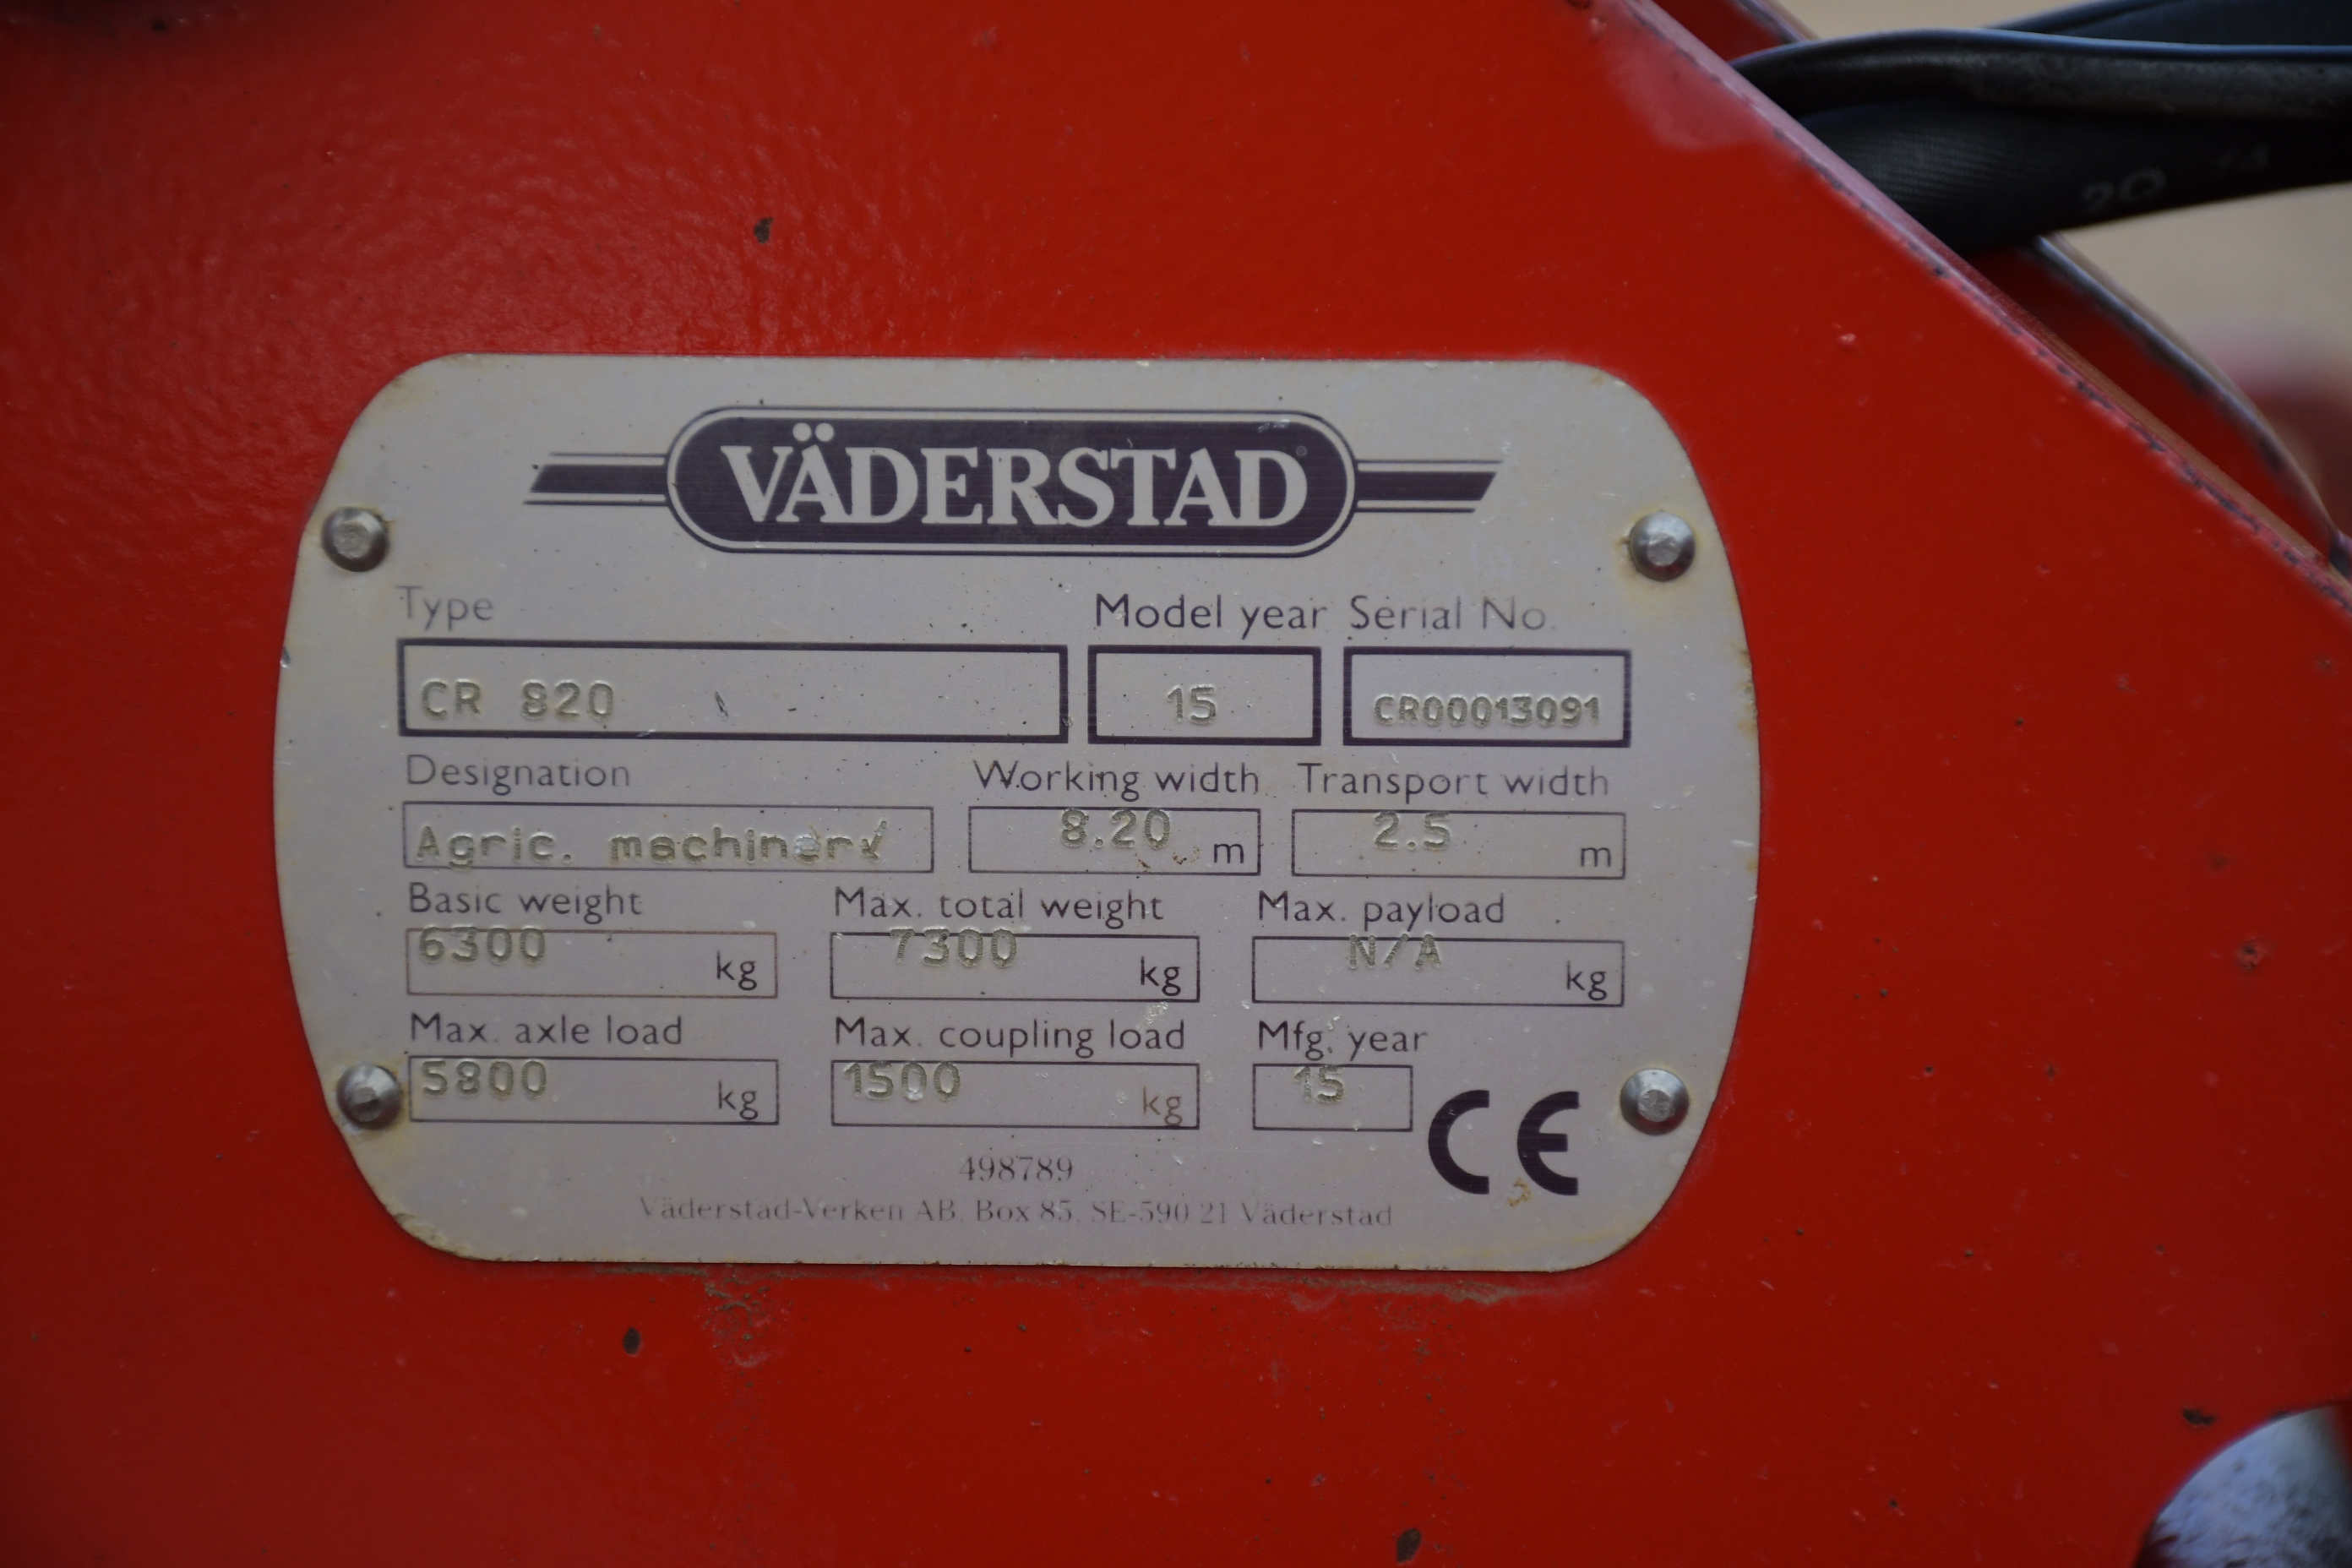 VÄDERSTAD
Type Model year Serial No.
CR 820 15 CR00013091
Designation Working width Transport width
Agric. machinery 8.20 m 2.5 m
Basic weight Max. total weight Max. payload
6300 kg 7300 kg N/A kg
Max. axle load Max. coupling load Mfg. year
5800 kg 1500 kg 15
CE
498789
Väderstad-Verken AB. Box 85, SE-590 21 Väderstad